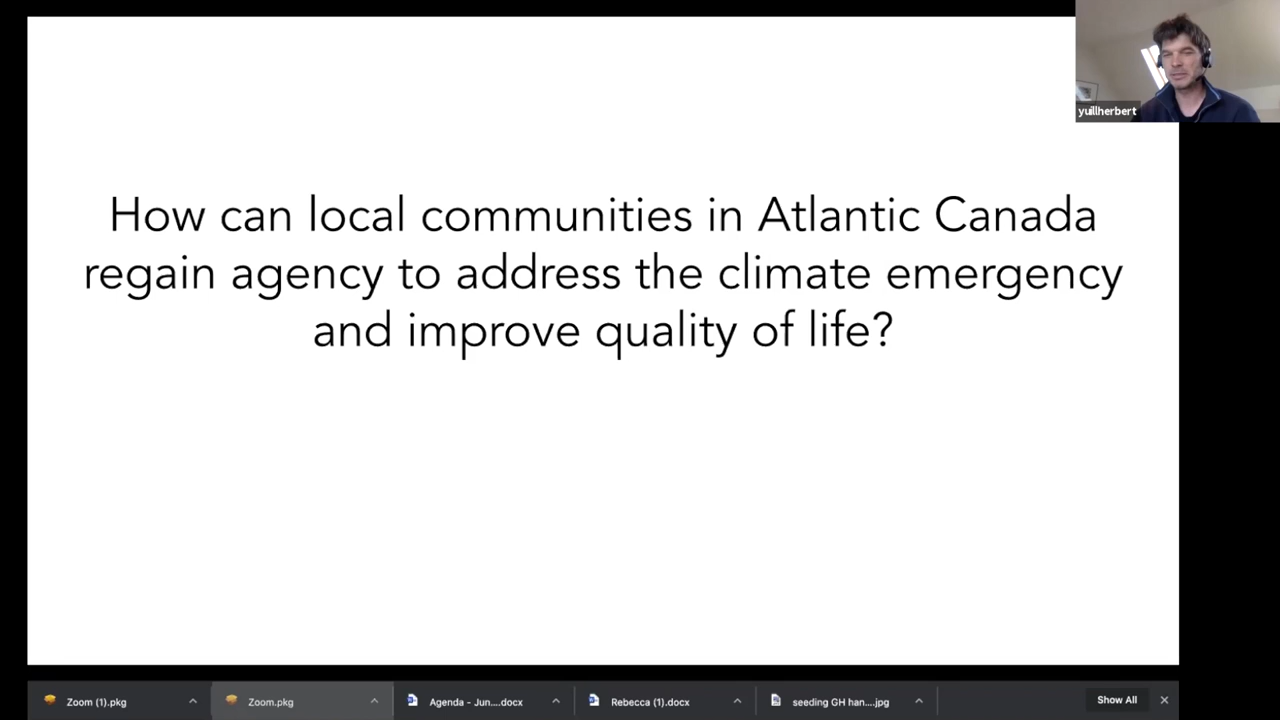 yuillherbert
How can local communities in Atlantic Canada
regain agency to address the climate emergency
and improve quality of life?
Zoom (1).pkg
Zoom.pkg
Agenda - Jun....docx
Rebecca (1).docx
seeding GH han....jpg
Show All